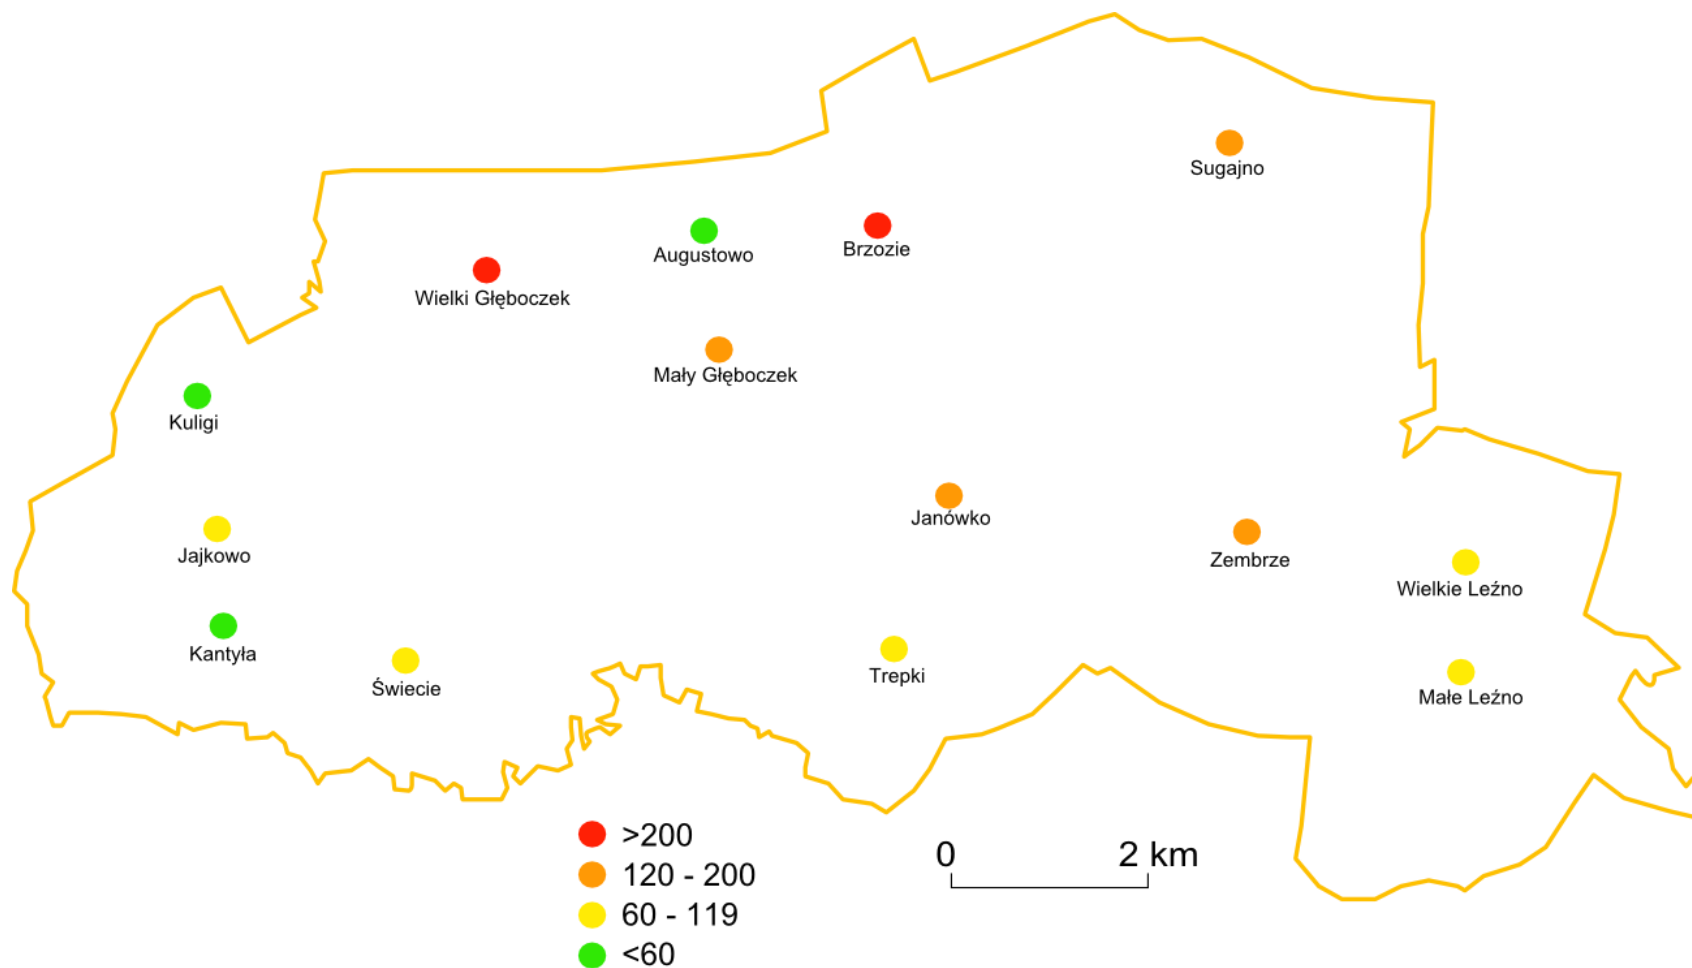 Sugajno
Augustowo
Brzozie
Wielki Głęboczek
Mały Głęboczek
Kuligi
Janówko
Jajkowo
Zembrze
Wielkie Leźno
Kantyła
Świecie
Trepki
Małe Leźno
>200
120 - 200
60 - 119
<60
0 2 km